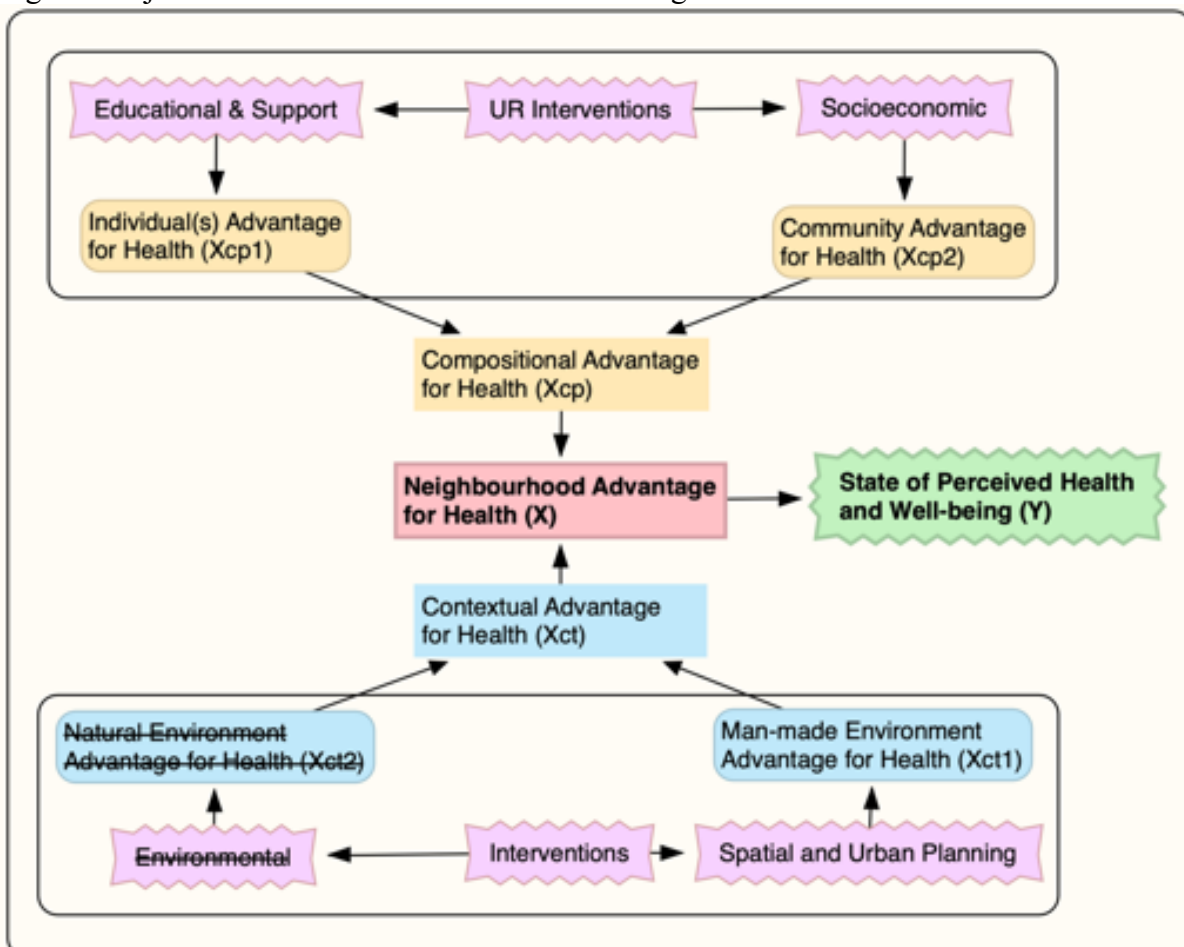 Educational & Support
UR Interventions
Socioeconomic
Individual(s) Advantage
for Health (Xcp1)
Community Advantage
for Health (Xcp2)
Compositional Advantage
for Health (Xcp)
Neighbourhood Advantage
for Health (X)
State of Perceived Health
and Well-being (Y)
Contextual Advantage
for Health (Xct)
Natural Environment
Advantage for Health (Xct2)
Man-made Environment
Advantage for Health (Xct1)
Environmental
Interventions
Spatial and Urban Planning